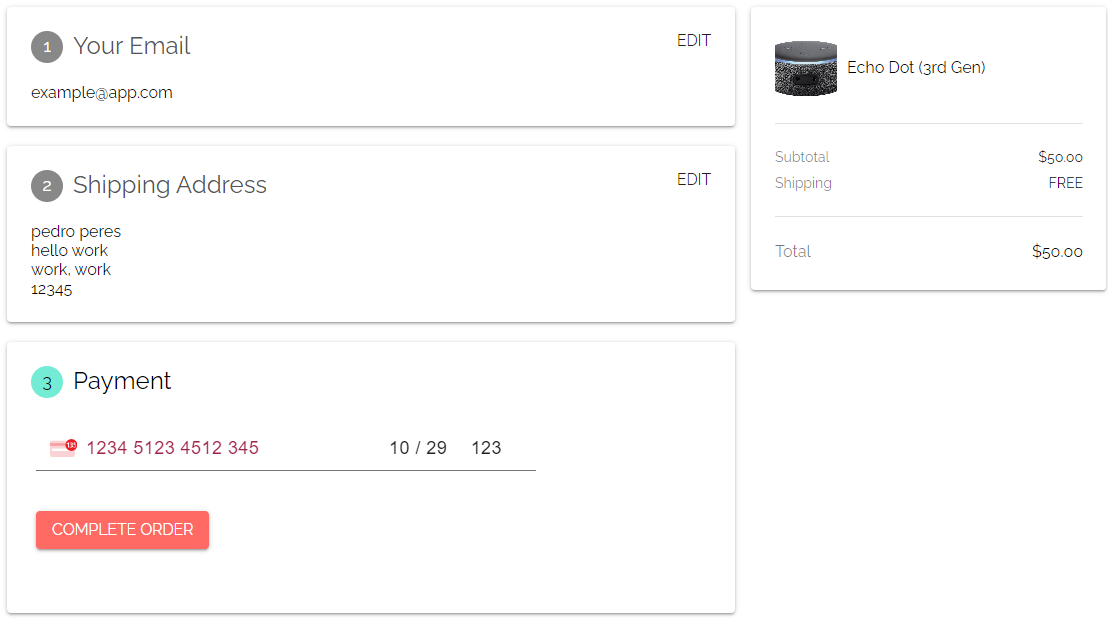 1 Your Email
EDIT
example@app.com
2 Shipping Address
EDIT
pedro peres
hello work
work, work
12345
3 Payment
1234 5123 4512 345
10 / 29
123
COMPLETE ORDER
Echo Dot (3rd Gen)
Subtotal $50.00
Shipping FREE
Total $50.00